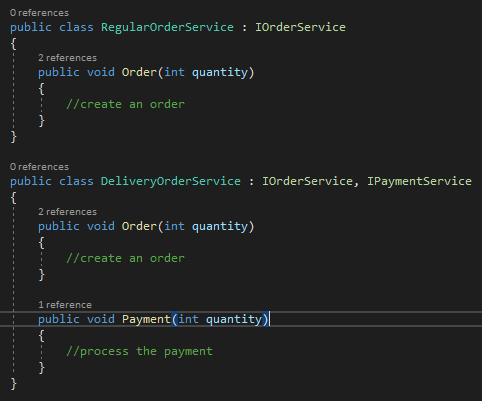 0 references
public class RegularOrderService : IOrderService
{
2 references
public void Order(int quantity)
{
//create an order
}
}
0 references
public class DeliveryOrderService : IOrderService, IPaymentService
{
2 references
public void Order(int quantity)
{
//create an order
}
1 reference
public void Payment(int quantity)
{
//process the payment
}
}